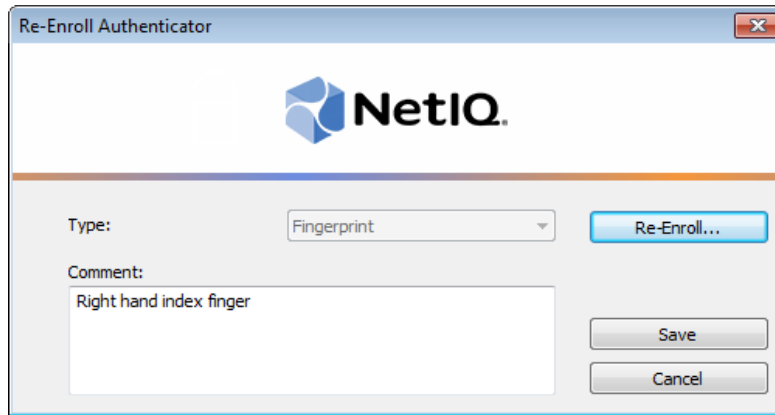 Re-Enroll Authenticator
NetIQ.
Type:
Fingerprint
Re-Enroll...
Comment:
Right hand index finger
Save
Cancel